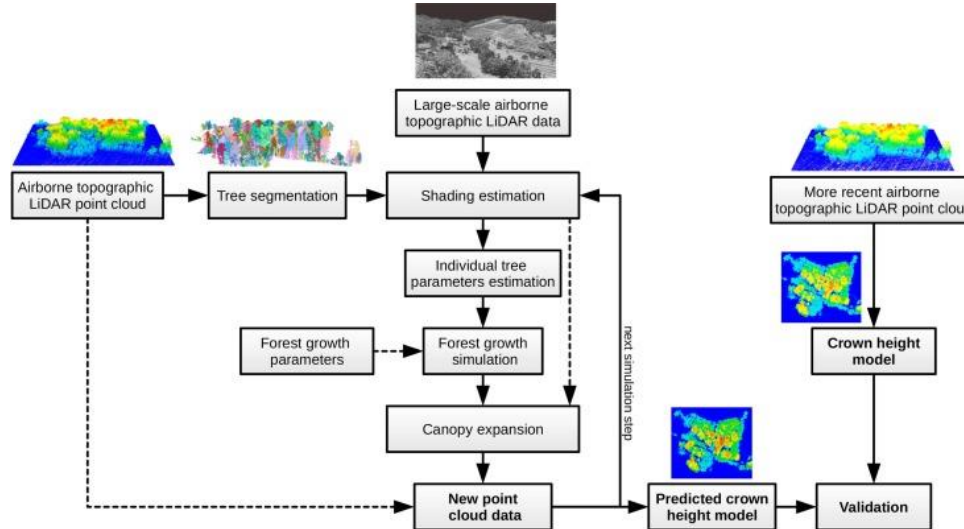 Large-scale airborne
topographic LiDAR data
Airborne topographic
LiDAR point cloud
Tree segmentation
Shading estimation
More recent airborne
topographic LiDAR point cloud
Individual tree
parameters estimation
Forest growth
parameters
Forest growth
simulation
next simulation step
Crown height
model
Canopy expansion
New point
cloud data
Predicted crown
height model
Validation